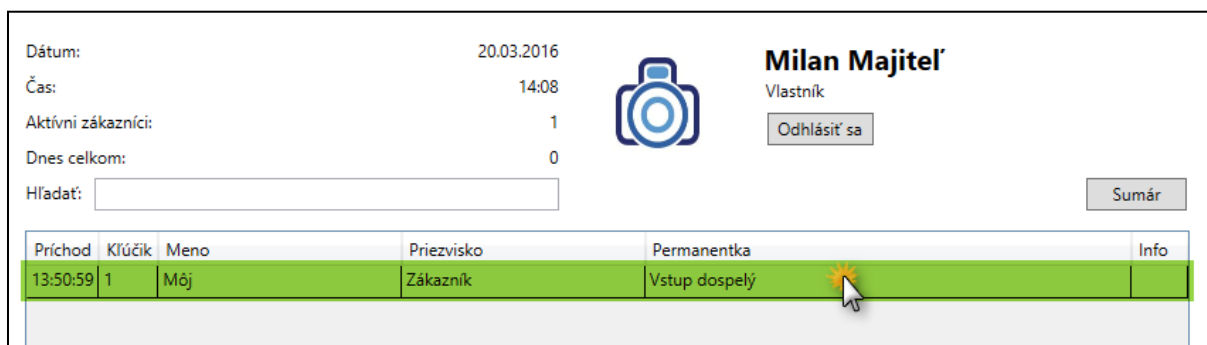 Dátum: 20.03.2016
Čas: 14:08
Aktívni zákazníci: 1
Dnes celkom: 0
Hľadať:
Milan Majiteľ
Vlastník
Odhlásiť sa
Sumár
Príchod Kľúčik Meno Priezvisko Permanentka Info
13:50:59 1 Môj Zákazník Vstup dospelý